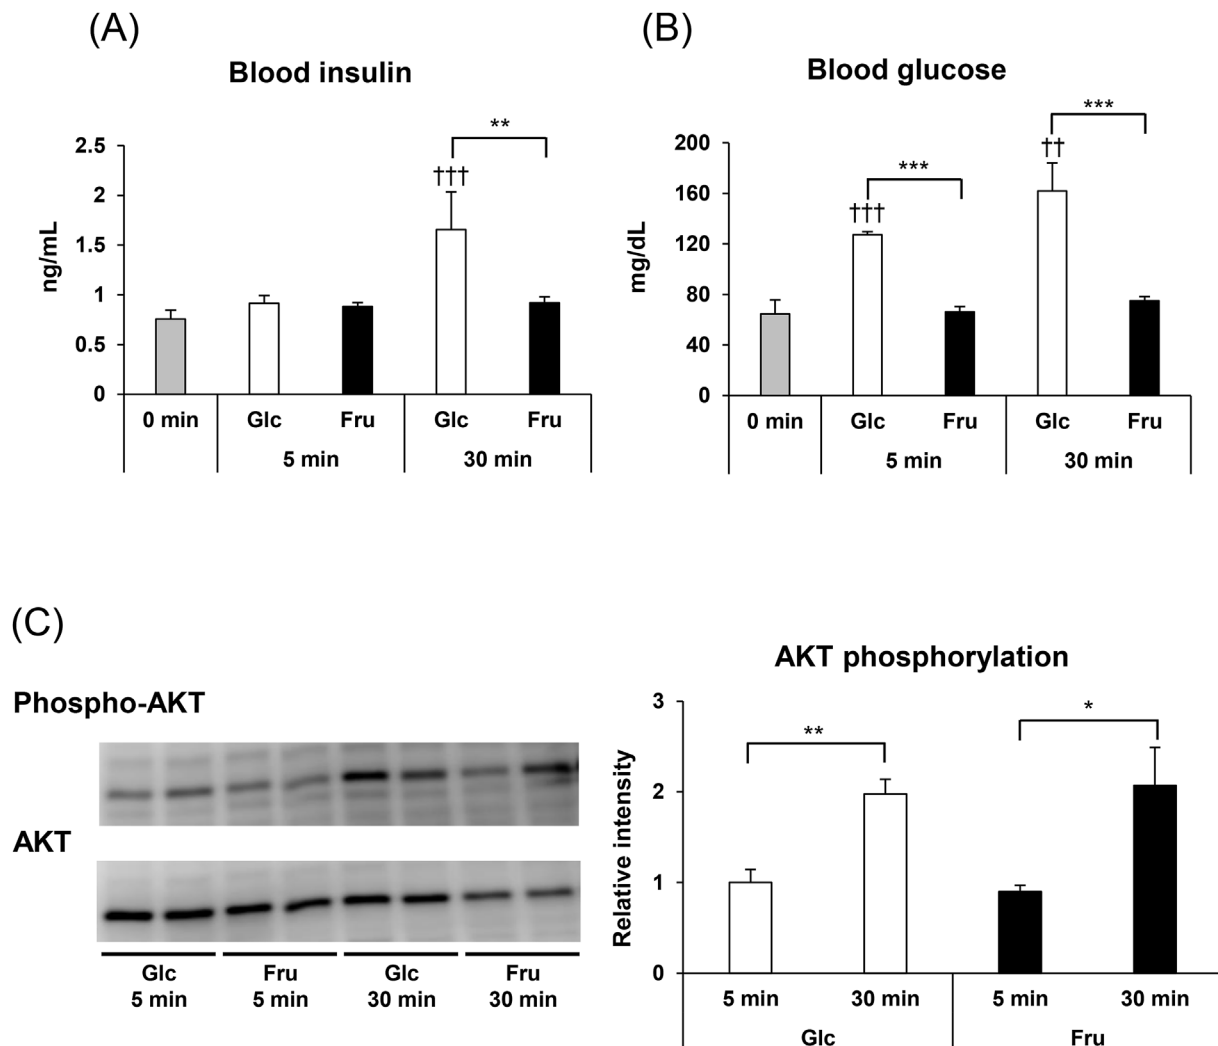 (A)
Blood insulin
ng/mL
2.5
2
1.5
1
0.5
0
**
†††
0 min
Glc
Fru
Glc
Fru
5 min
30 min
(B)
Blood glucose
mg/dL
200
160
120
80
40
0
***
***
†††
††
0 min
Glc
Fru
Glc
Fru
5 min
30 min
(C)
Phospho-AKT
AKT
Glc
5 min
Fru
5 min
Glc
30 min
Fru
30 min
AKT phosphorylation
Relative intensity
3
2
1
0
**
*
5 min
30 min
5 min
30 min
Glc
Fru